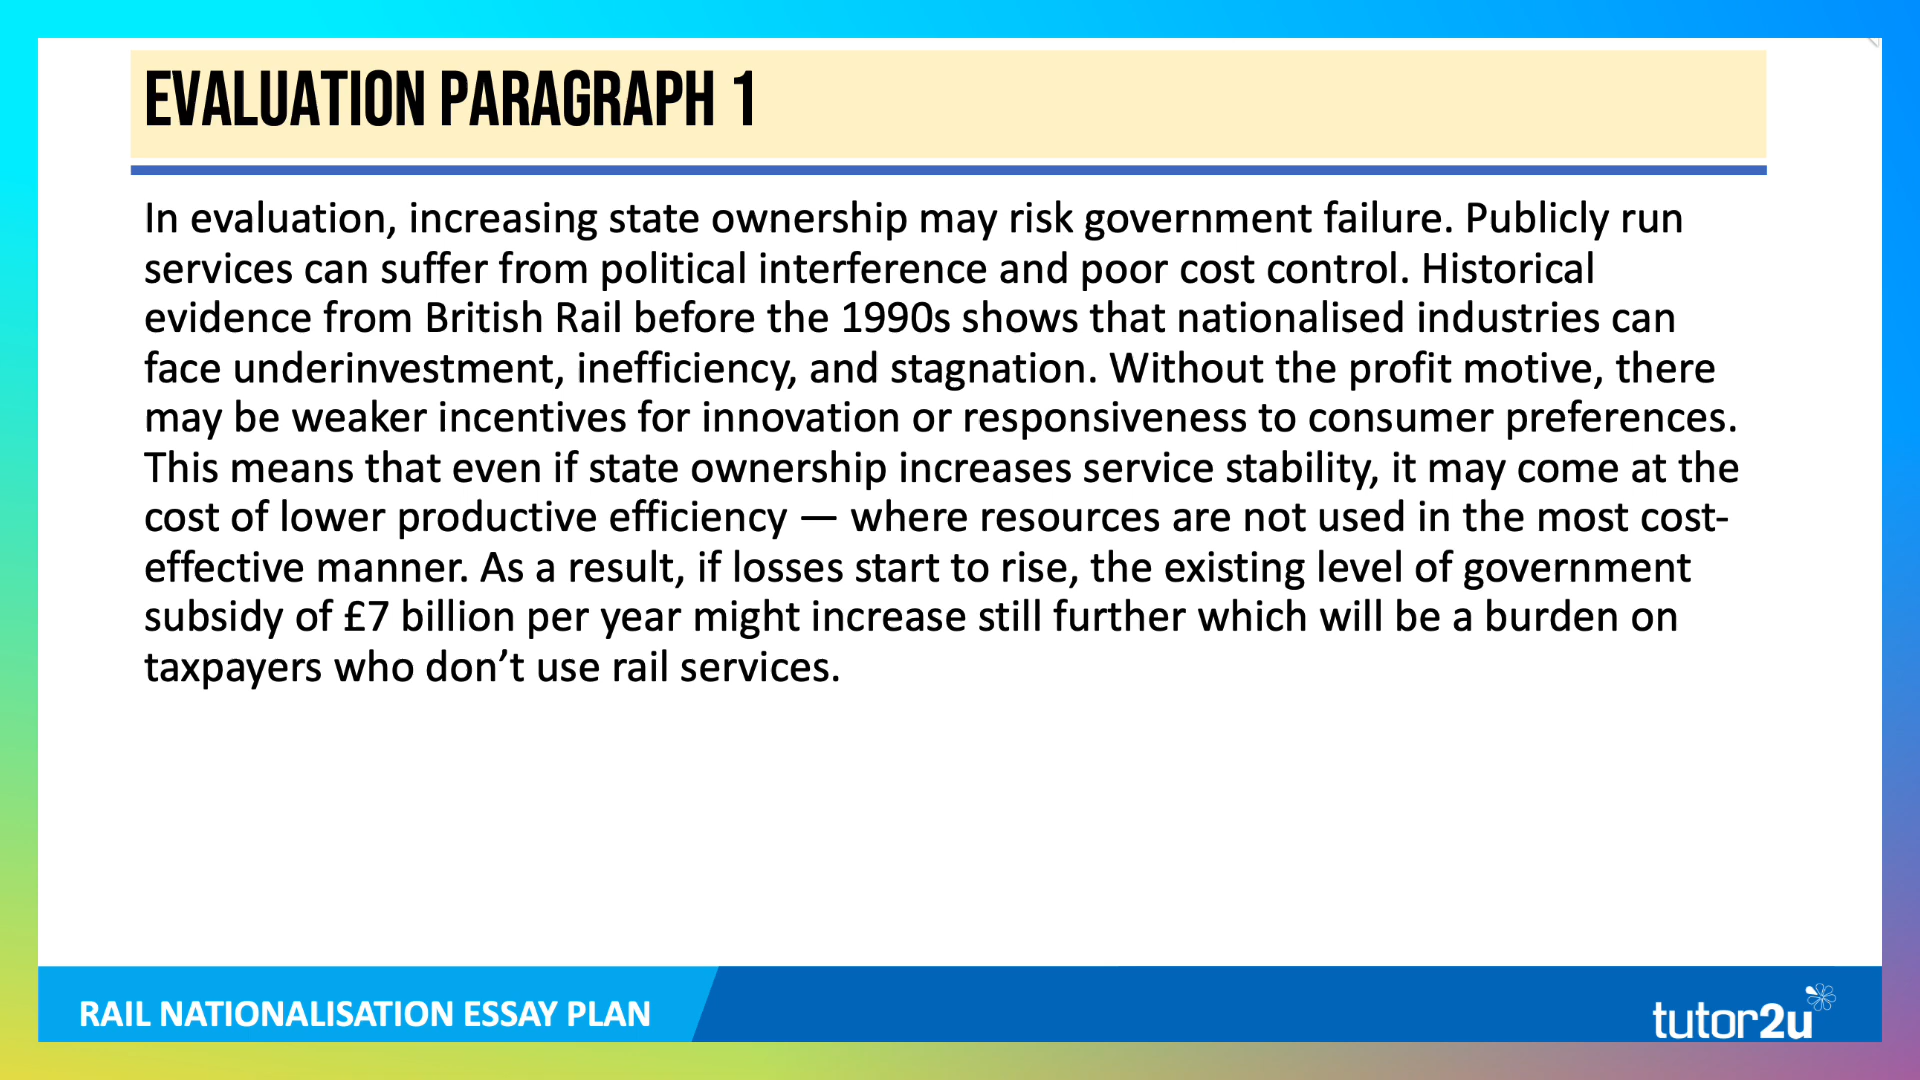 EVALUATION PARAGRAPH 1
In evaluation, increasing state ownership may risk government failure. Publicly run
services can suffer from political interference and poor cost control. Historical
evidence from British Rail before the 1990s shows that nationalised industries can
face underinvestment, inefficiency, and stagnation. Without the profit motive, there
may be weaker incentives for innovation or responsiveness to consumer preferences.
This means that even if state ownership increases service stability, it may come at the
cost of lower productive efficiency — where resources are not used in the most cost-
effective manner. As a result, if losses start to rise, the existing level of government
subsidy of £7 billion per year might increase still further which will be a burden on
taxpayers who don’t use rail services.
RAIL NATIONALISATION ESSAY PLAN
tutor2u